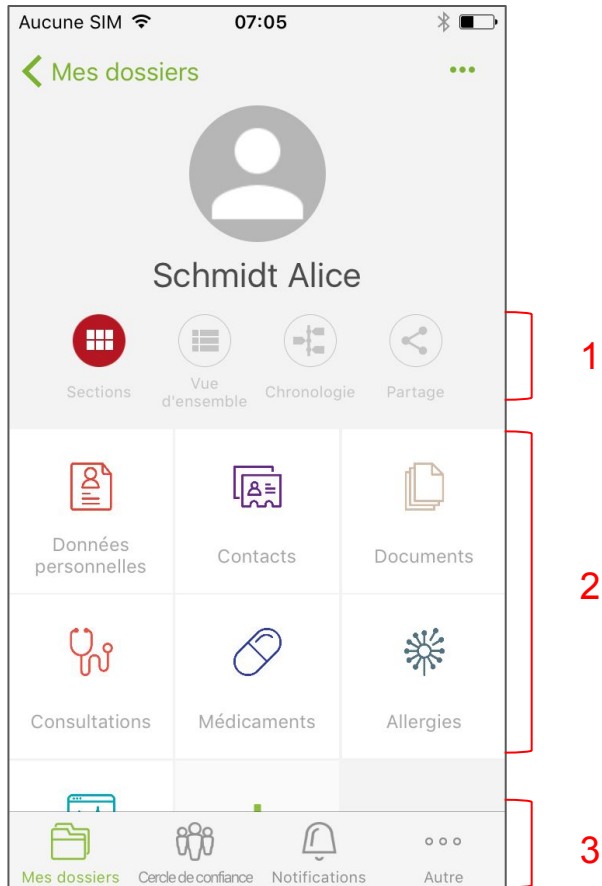 Aucune SIM 07:05
Mes dossiers
Schmidt Alice
Sections Vue d'ensemble Chronologie Partage
1
Données personnelles Contacts Documents
2
Consultations Médicaments Allergies
Mes dossiers Cercle de confiance Notifications Autre
3